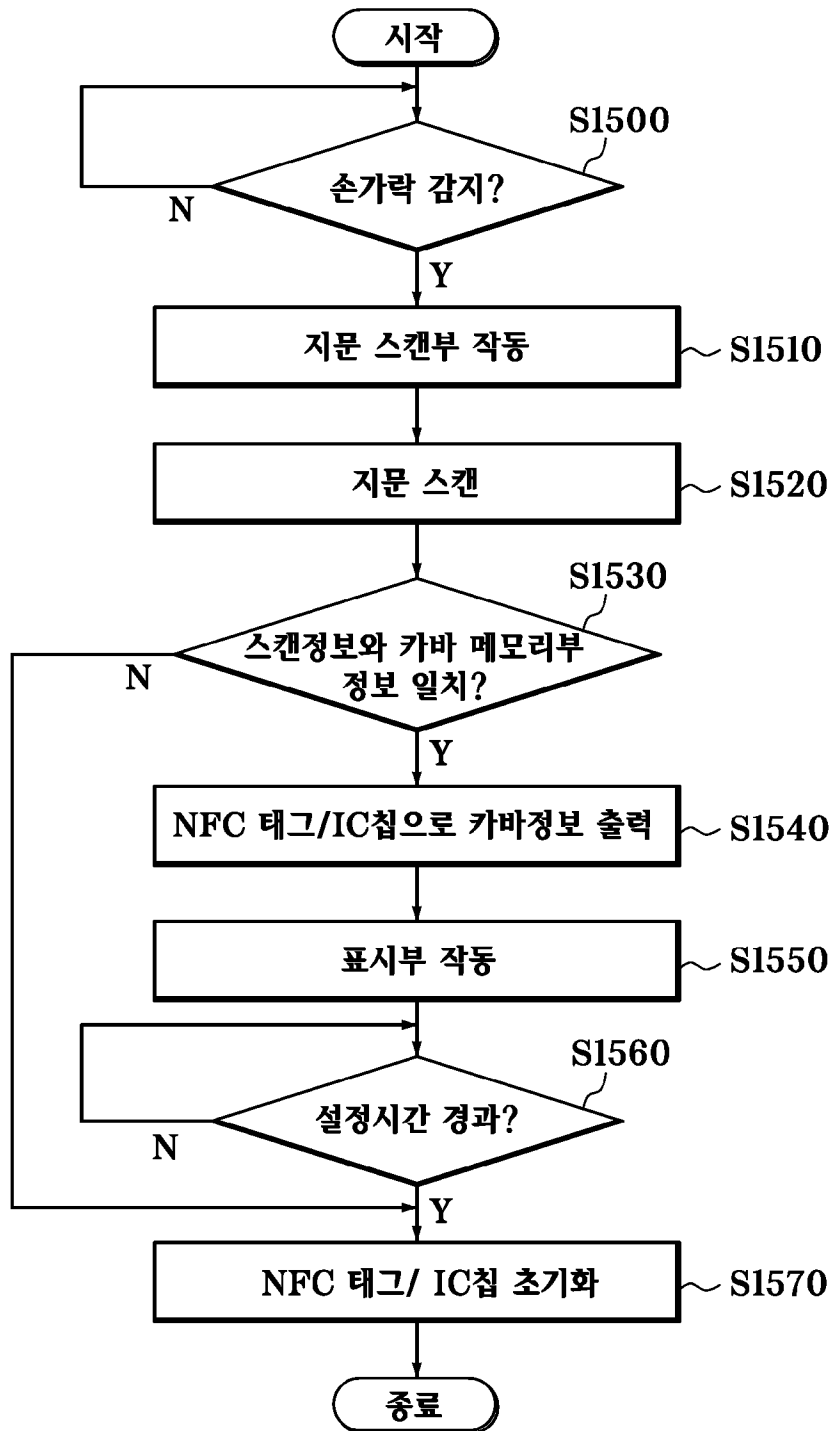 시작
S1500
손가락 감지?
N
Y
지문 스캔부 작동
S1510
지문 스캔
S1520
S1530
스캔정보와 카바 메모리부
정보 일치?
N
Y
NFC 태그/IC칩으로 카바정보 출력
S1540
표시부 작동
S1550
S1560
설정시간 경과?
N
Y
NFC 태그/ IC칩 초기화
S1570
종료